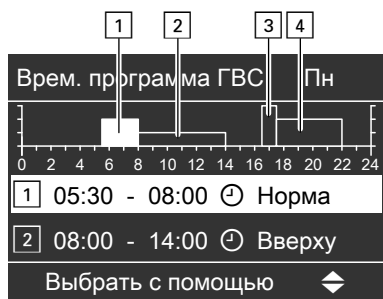 1 2 3 4
Врем. программа ГВС Пн
0 2 4 6 8 10 12 14 16 18 20 22 24
1 05:30 - 08:00 Норма
2 08:00 - 14:00 Вверху
Выбрать с помощью